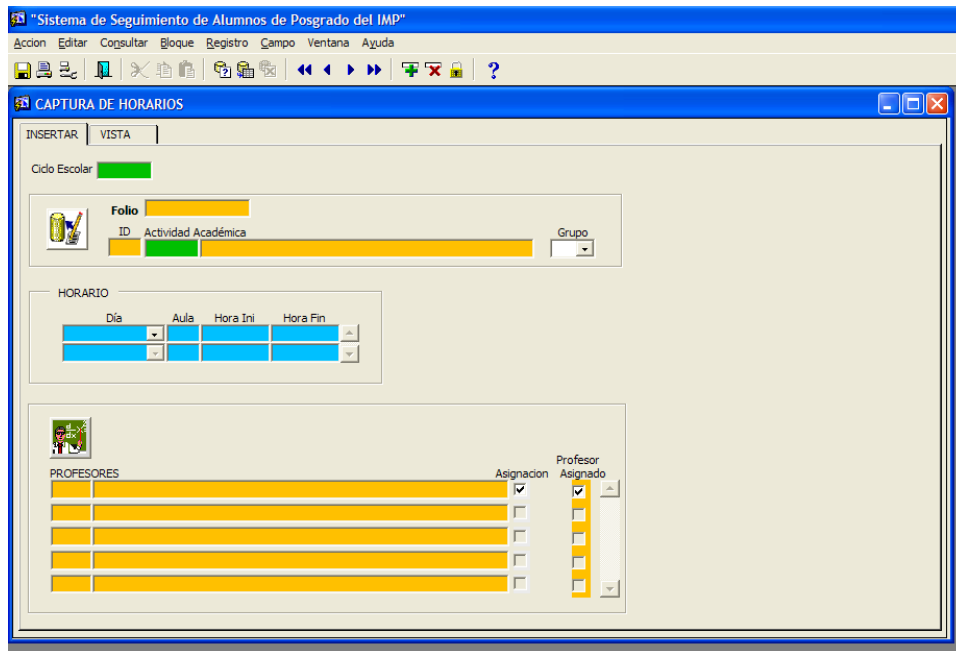 "Sistema de Seguimiento de Alumnos de Posgrado del IMP"
Accion Editar Consultar Bloque Registro Campo Ventana Ayuda
CAPTURA DE HORARIOS
INSERTAR VISTA
Ciclo Escolar
Folio
ID Actividad Académica Grupo
HORARIO
Día Aula Hora Ini Hora Fin
Profesor
PROFESORES Asignacion Asignado